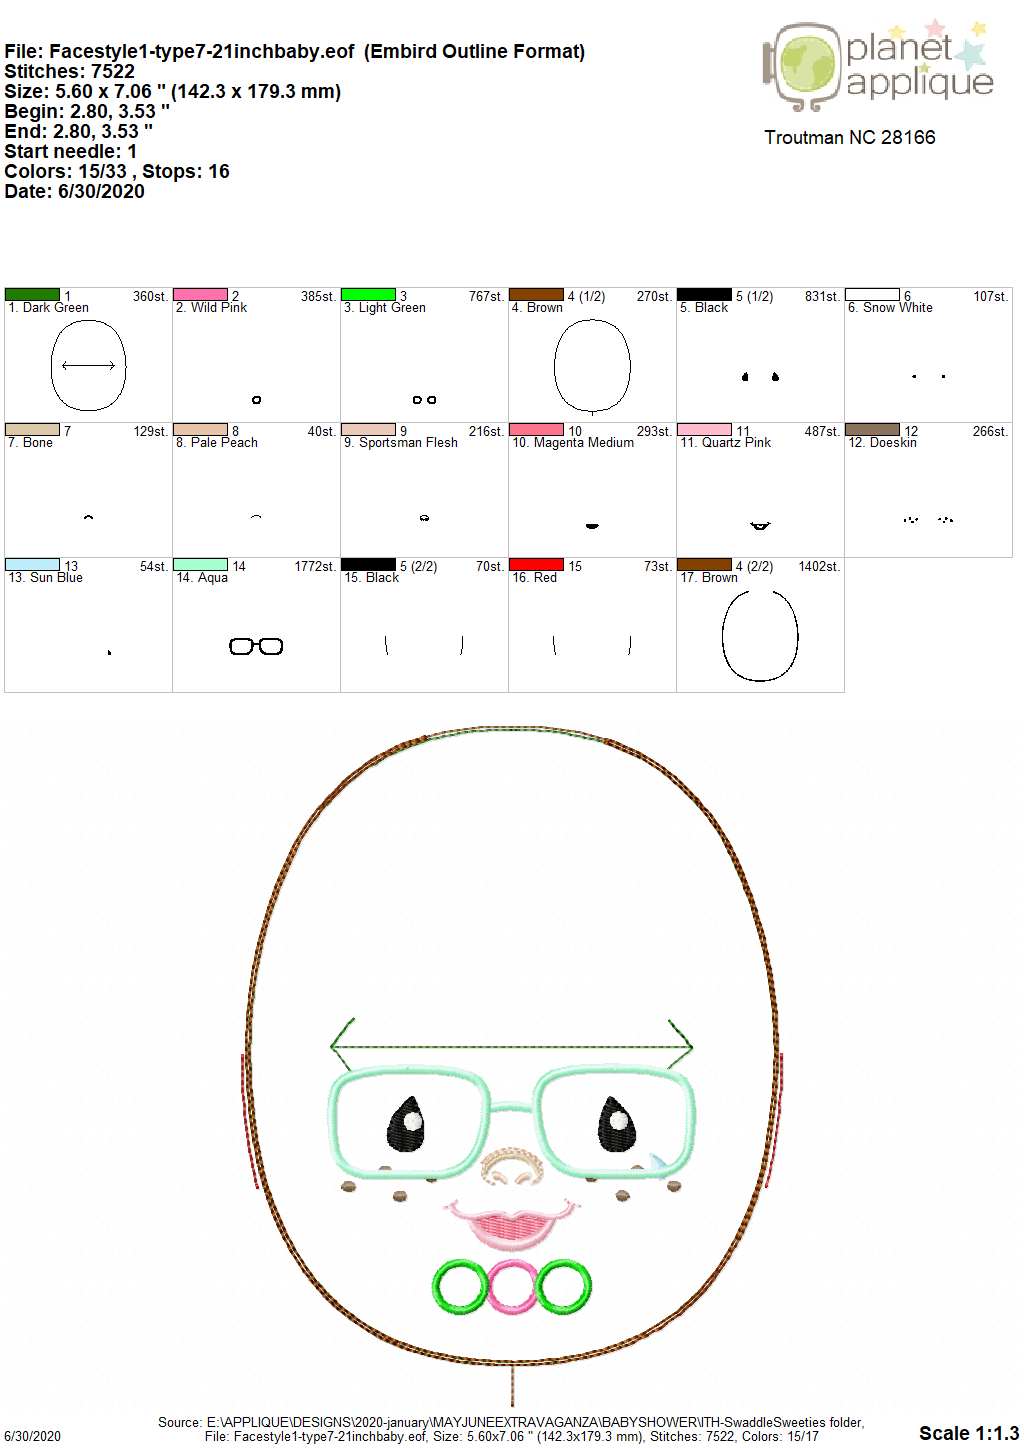 File: Facestyle1-type7-21inchbaby.eof (Embird Outline Format)
Stitches: 7522
Size: 5.60 x 7.06 " (142.3 x 179.3 mm)
Begin: 2.80, 3.53 "
End: 2.80, 3.53 "
Start needle: 1
Colors: 15/33 , Stops: 16
Date: 6/30/2020
planet
applique
Troutman NC 28166
1 360st. 2 385st. 3 767st. 4 (1/2) 270st. 5 (1/2) 831st. 6 107st.
1. Dark Green 2. Wild Pink 3. Light Green 4. Brown 5. Black 6. Snow White
7 129st. 8 40st. 9 216st. 10 293st. 11 487st. 12 266st.
7. Bone 8. Pale Peach 9. Sportsman Flesh 10. Magenta Medium 11. Quartz Pink 12. Doeskin
13 54st. 14 1772st. 5 (2/2) 70st. 15 73st. 4 (2/2) 1402st.
13. Sun Blue 14. Aqua 15. Black 16. Red 17. Brown
Source: E:\APPLIQUE\DESIGNS\2020-january\MAYJUNEEXTRAVAGANZA\BABYSHOWER\ITH-SwaddleSweeties folder,
6/30/2020 File: Facestyle1-type7-21inchbaby.eof, Size: 5.60x7.06 " (142.3x179.3 mm), Stitches: 7522, Colors: 15/17 Scale 1:1.3